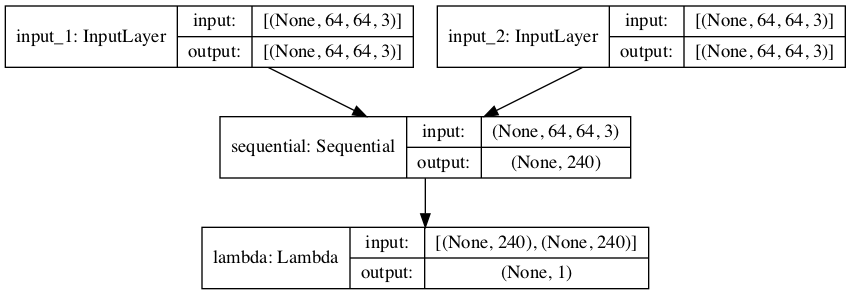 input_1: InputLayer
input: [(None, 64, 64, 3)]
output: [(None, 64, 64, 3)]
input_2: InputLayer
input: [(None, 64, 64, 3)]
output: [(None, 64, 64, 3)]
sequential: Sequential
input: (None, 64, 64, 3)
output: (None, 240)
lambda: Lambda
input: [(None, 240), (None, 240)]
output: (None, 1)